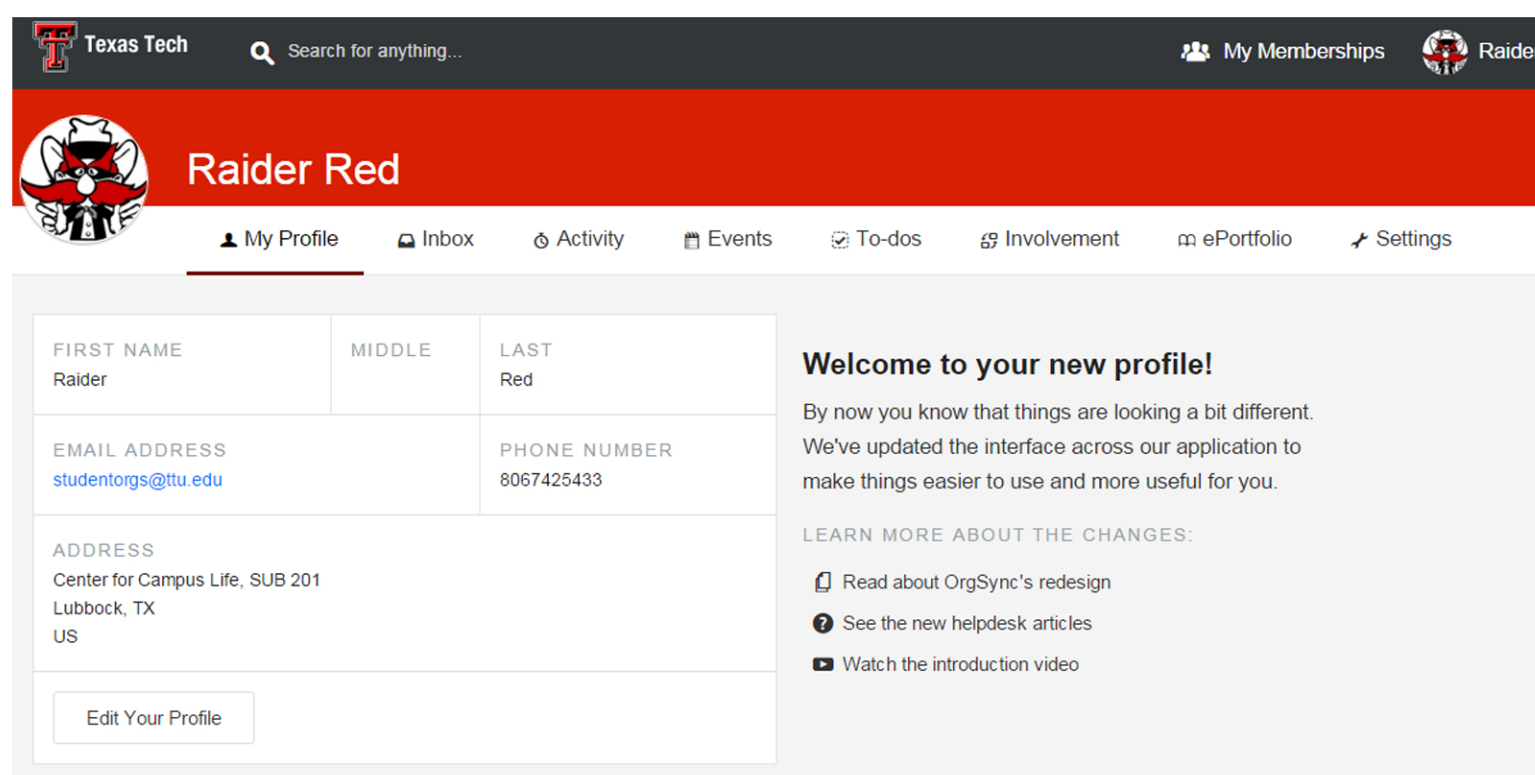 Texas Tech
Search for anything...
My Memberships
Raide
Raider Red
My Profile
Inbox
Activity
Events
To-dos
Involvement
ePortfolio
Settings
FIRST NAME
Raider
MIDDLE
LAST
Red
EMAIL ADDRESS
studentorgs@ttu.edu
PHONE NUMBER
8067425433
ADDRESS
Center for Campus Life, SUB 201
Lubbock, TX
US
Edit Your Profile
Welcome to your new profile!
By now you know that things are looking a bit different.
We've updated the interface across our application to
make things easier to use and more useful for you.
LEARN MORE ABOUT THE CHANGES:
Read about OrgSync's redesign
See the new helpdesk articles
Watch the introduction video